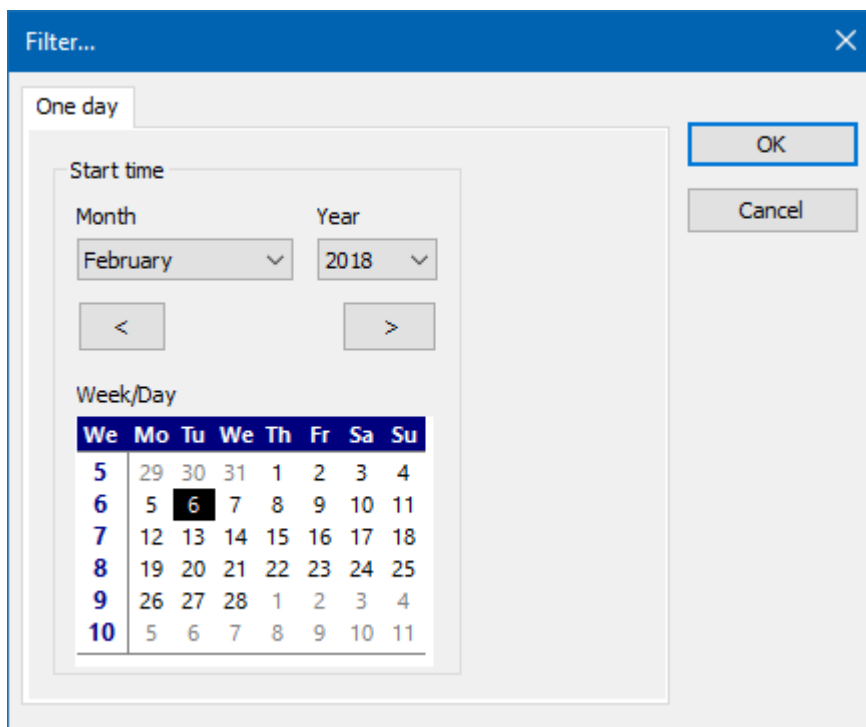 Filter...
One day
OK
Start time
Cancel
Month Year
February 2018
< >
Week/Day
We Mo Tu We Th Fr Sa Su
5 29 30 31 1 2 3 4
6 5 6 7 8 9 10 11
7 12 13 14 15 16 17 18
8 19 20 21 22 23 24 25
9 26 27 28 1 2 3 4
10 5 6 7 8 9 10 11